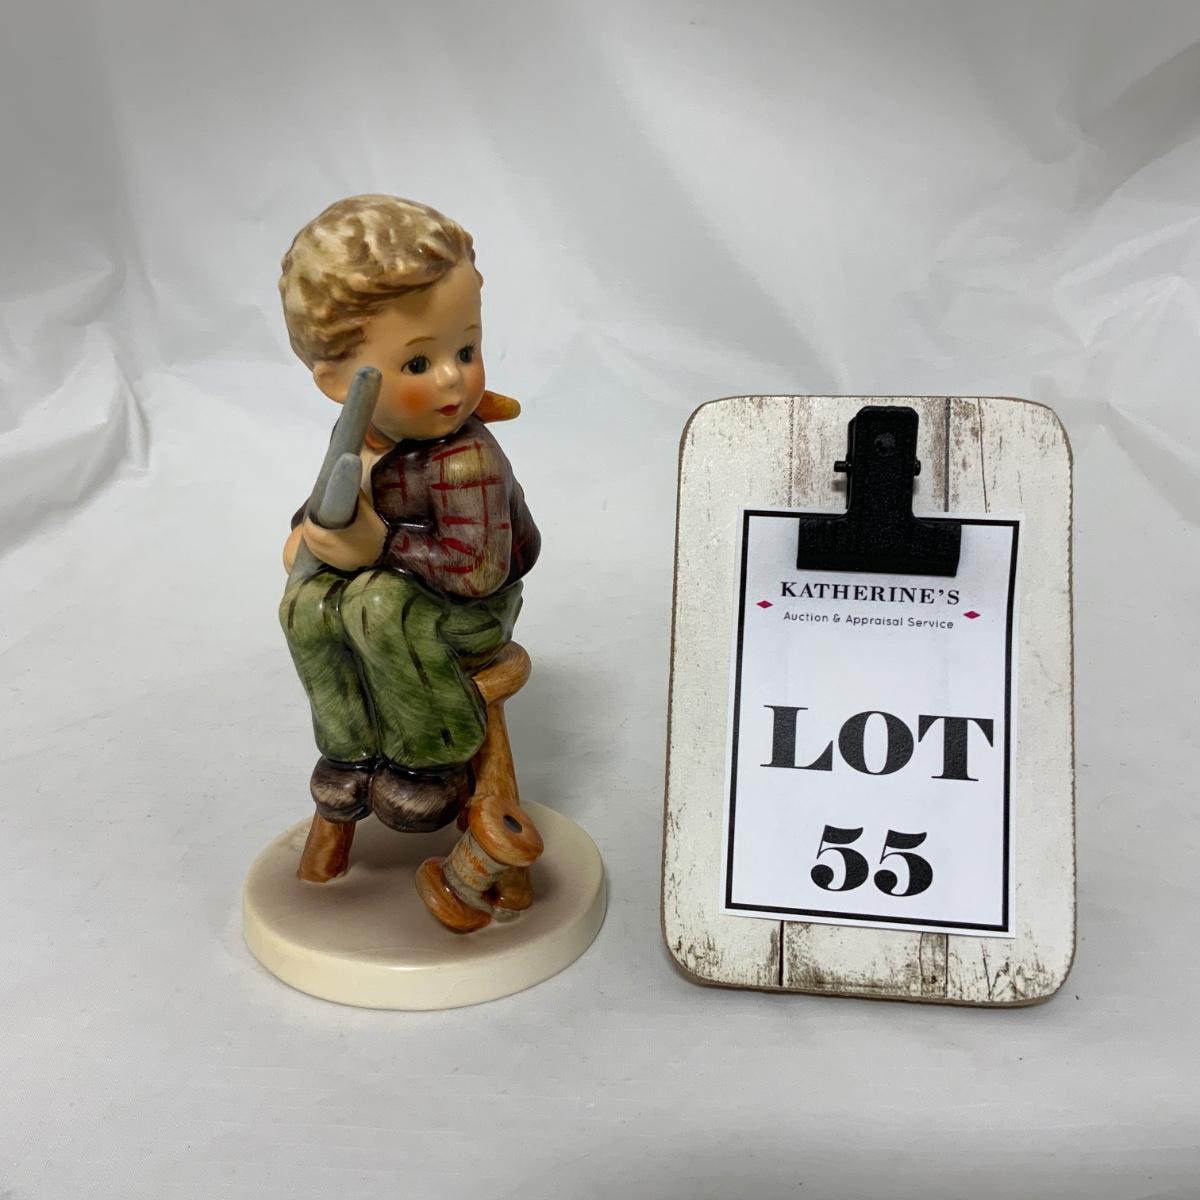 KATHERINE'S
Auction & Appraisal Service
LOT
55